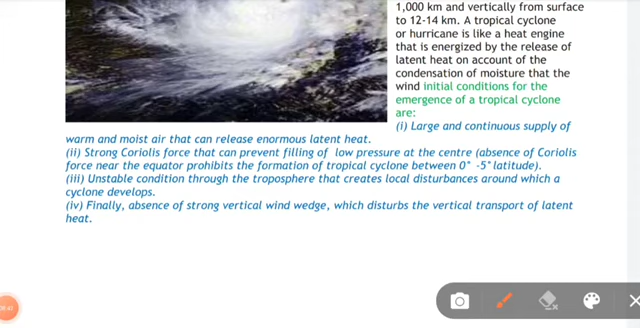 1,000 km and vertically from surface
to 12-14 km. A tropical cyclone
or hurricane is like a heat engine
that is energized by the release of
latent heat on account of the
condensation of moisture that the
wind initial conditions for the
emergence of a tropical cyclone
are:
(i) Large and continuous supply of
warm and moist air that can release enormous latent heat.
(ii) Strong Coriolis force that can prevent filling of low pressure at the centre (absence of Coriolis
force near the equator prohibits the formation of tropical cyclone between 0° -5° latitude).
(iii) Unstable condition through the troposphere that creates local disturbances around which a
cyclone develops.
(iv) Finally, absence of strong vertical wind wedge, which disturbs the vertical transport of latent
heat.